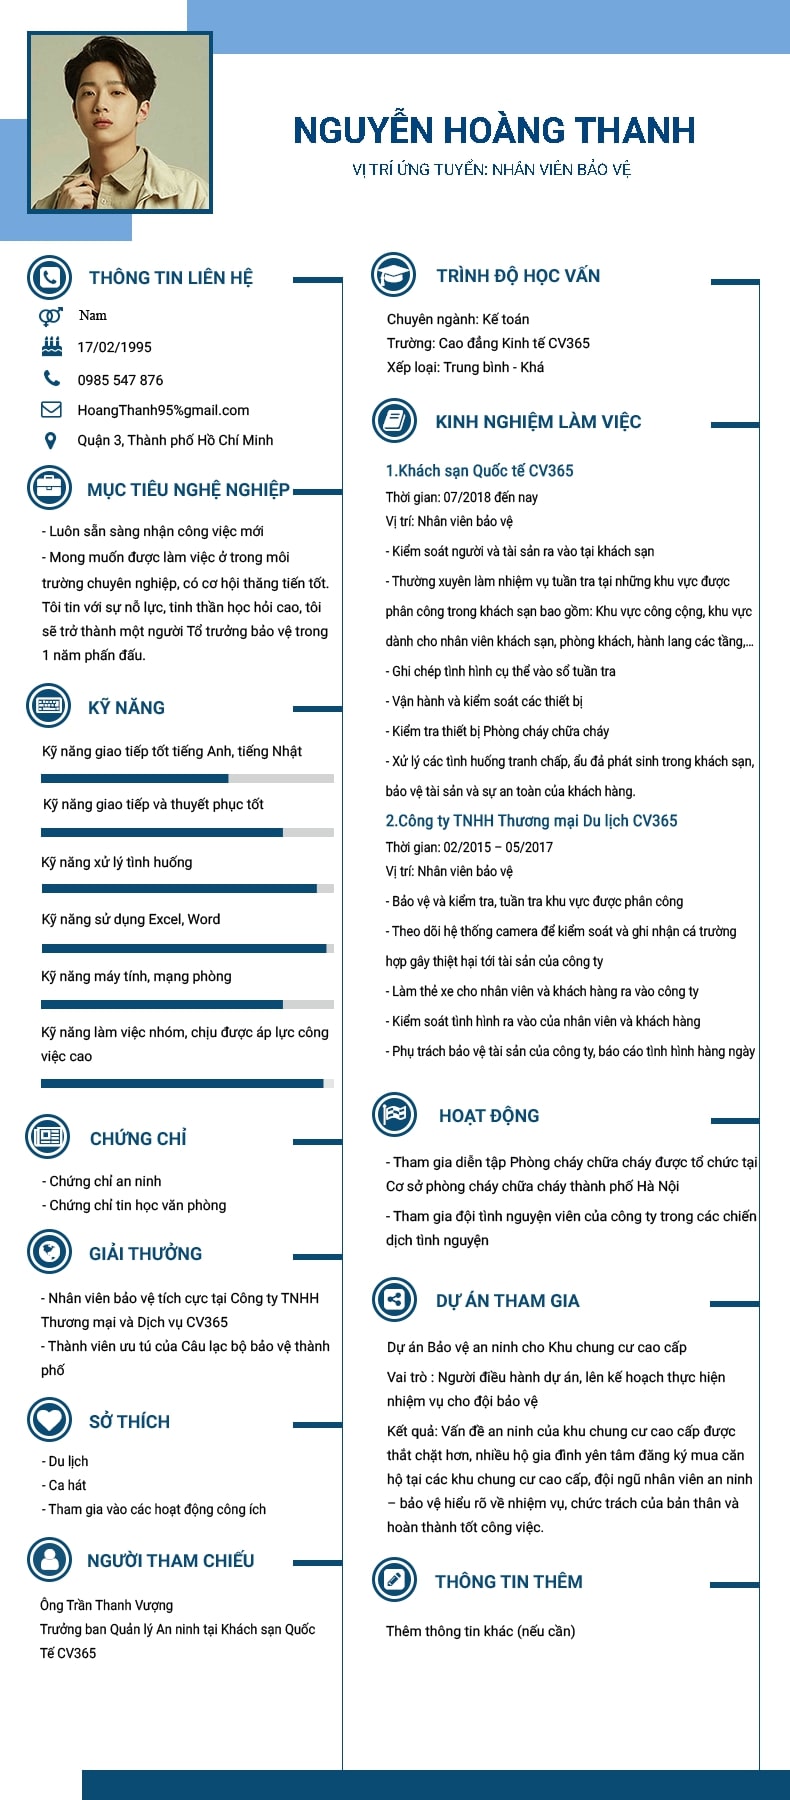 NGUYỄN HOÀNG THANH
VỊ TRÍ ỨNG TUYỂN: NHÂN VIÊN BẢO VỆ
THÔNG TIN LIÊN HỆ
Nam
17/02/1995
0985 547 876
HoangThanh95%gmail.com
Quận 3, Thành phố Hồ Chí Minh
MỤC TIÊU NGHỆ NGHIỆP
- Luôn sẵn sàng nhận công việc mới
- Mong muốn được làm việc ở trong môi
trường chuyên nghiệp, có cơ hội thăng tiến tốt.
Tôi tin với sự nỗ lực, tinh thần học hỏi cao, tôi
sẽ trở thành một người Tổ trưởng bảo vệ trong
1 năm phấn đấu.
KỸ NĂNG
Kỹ năng giao tiếp tốt tiếng Anh, tiếng Nhật
Kỹ năng giao tiếp và thuyết phục tốt
Kỹ năng xử lý tình huống
Kỹ năng sử dụng Excel, Word
Kỹ năng máy tính, mạng phòng
Kỹ năng làm việc nhóm, chịu được áp lực công
việc cao
CHỨNG CHỈ
- Chứng chỉ an ninh
- Chứng chỉ tin học văn phòng
GIẢI THƯỞNG
- Nhân viên bảo vệ tích cực tại Công ty TNHH
Thương mại và Dịch vụ CV365
- Thành viên ưu tú của Câu lạc bộ bảo vệ thành
phố
SỞ THÍCH
- Du lịch
- Ca hát
- Tham gia vào các hoạt động công ích
NGƯỜI THAM CHIẾU
Ông Trần Thanh Vượng
Trưởng ban Quản lý An ninh tại Khách sạn Quốc
Tế CV365
TRÌNH ĐỘ HỌC VẤN
Chuyên ngành: Kế toán
Trường: Cao đẳng Kinh tế CV365
Xếp loại: Trung bình - Khá
KINH NGHIỆM LÀM VIỆC
1.Khách sạn Quốc tế CV365
Thời gian: 07/2018 đến nay
Vị trí: Nhân viên bảo vệ
- Kiểm soát người và tài sản ra vào tại khách sạn
- Thường xuyên làm nhiệm vụ tuần tra tại những khu vực được
phân công trong khách sạn bao gồm: Khu vực công cộng, khu vực
dành cho nhân viên khách sạn, phòng khách, hành lang các tầng,...
- Ghi chép tình hình cụ thể vào sổ tuần tra
- Vận hành và kiểm soát các thiết bị
- Kiểm tra thiết bị Phòng cháy chữa cháy
- Xử lý các tình huống tranh chấp, ẩu đả phát sinh trong khách sạn,
bảo vệ tài sản và sự an toàn của khách hàng.
2.Công ty TNHH Thương mại Du lịch CV365
Thời gian: 02/2015 – 05/2017
Vị trí: Nhân viên bảo vệ
- Bảo vệ và kiểm tra, tuần tra khu vực được phân công
- Theo dõi hệ thống camera để kiểm soát và ghi nhận cá trường
hợp gây thiệt hại tới tài sản của công ty
- Làm thẻ xe cho nhân viên và khách hàng ra vào công ty
- Kiểm soát tình hình ra vào của nhân viên và khách hàng
- Phụ trách bảo vệ tài sản của công ty, báo cáo tình hình hàng ngày
HOẠT ĐỘNG
- Tham gia diễn tập Phòng cháy chữa cháy được tổ chức tại
Cơ sở phòng cháy chữa cháy thành phố Hà Nội
- Tham gia đội tình nguyện viên của công ty trong các chiến
dịch tình nguyện
DỰ ÁN THAM GIA
Dự án Bảo vệ an ninh cho Khu chung cư cao cấp
Vai trò : Người điều hành dự án, lên kế hoạch thực hiện
nhiệm vụ cho đội bảo vệ
Kết quả: Vấn đề an ninh của khu chung cư cao cấp được
thắt chặt hơn, nhiều hộ gia đình yên tâm đăng ký mua căn
hộ tại các khu chung cư cao cấp, đội ngũ nhân viên an ninh
– bảo vệ hiểu rõ về nhiệm vụ, chức trách của bản thân và
hoàn thành tốt công việc.
THÔNG TIN THÊM
Thêm thông tin khác (nếu cần)